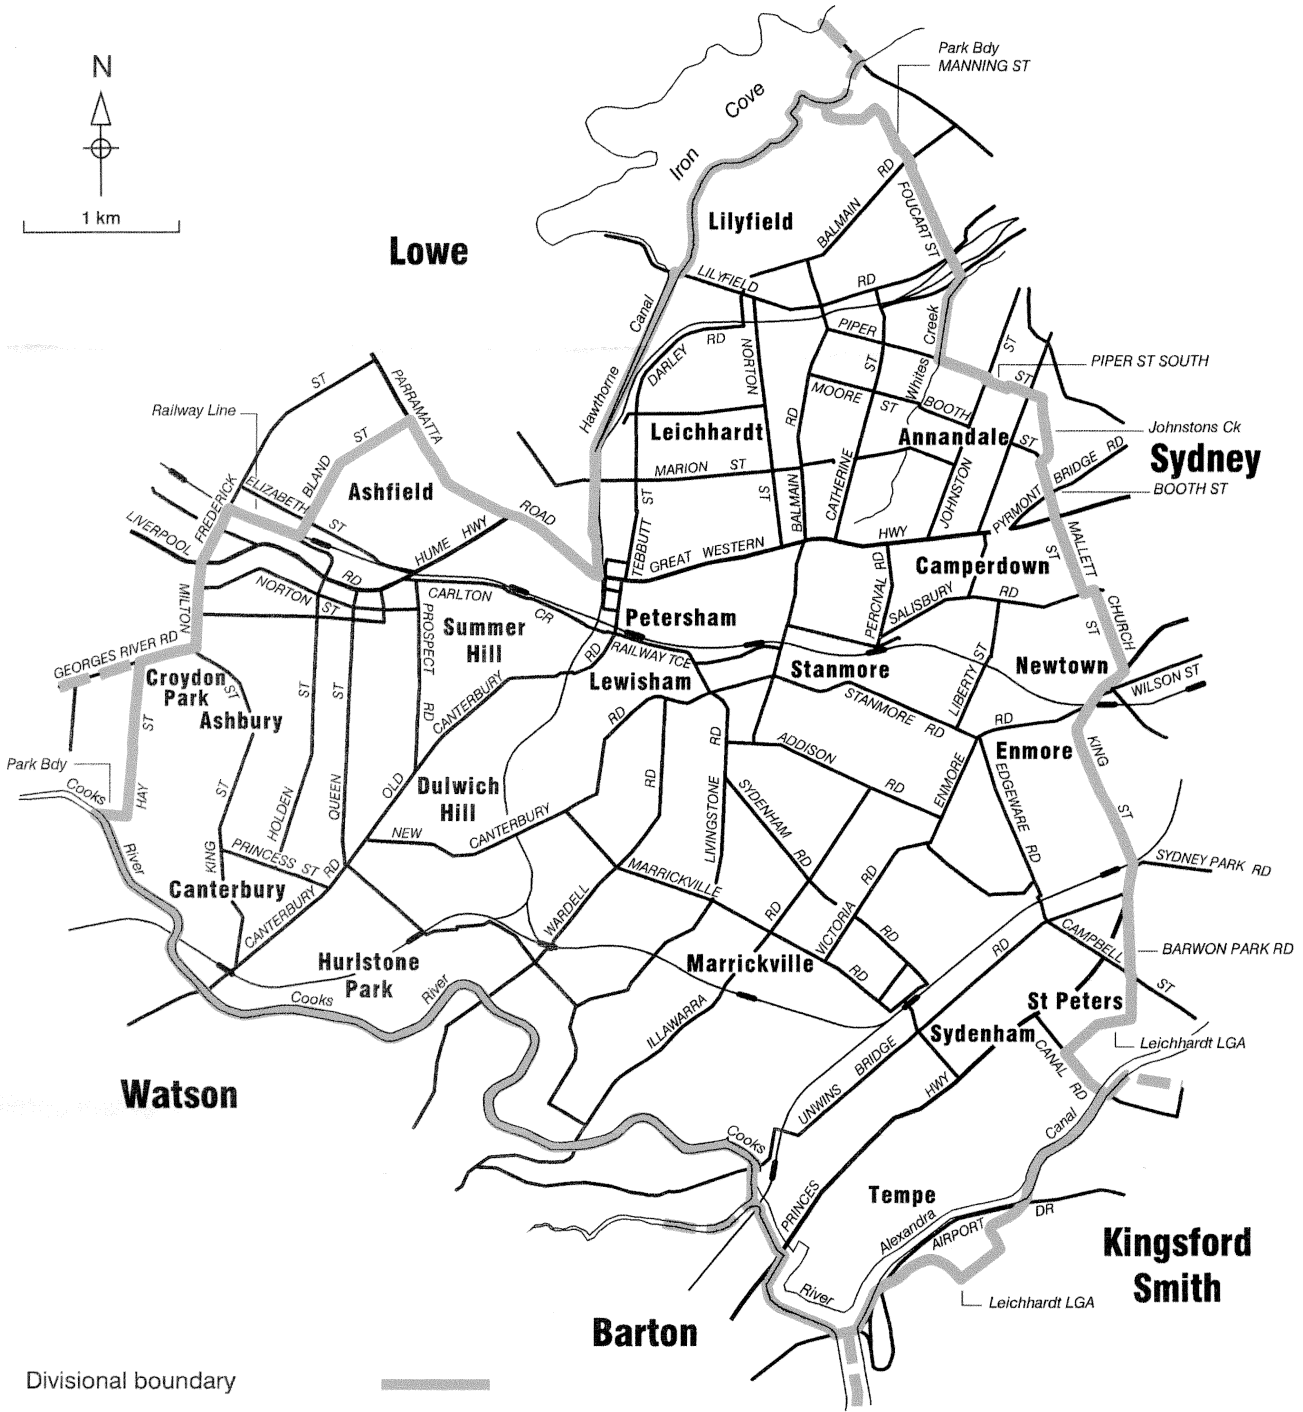 N
1 km
Park Bdy
MANNING ST
Iron
Cove
Lowe
Lilyfield
BALMAIN
RD
FOUCART ST
LILYFIELD
RD
Hawthorne
Canal
DARLEY
RD
NORTON
ST
PIPER
ST
Whites
Creek
ST
ST
PIPER ST SOUTH
MOORE
ST
BOOTH
ST
Leichhardt
Annandale
Johnstons Ck
BRIDGE RD
PYRMONT
BOOTH ST
Sydney
MARION ST
BALMAIN
RD
CATHERINE
JOHNSTON
TEBBUTT
ST
GREAT WESTERN
HWY
MALLETT
ST
Railway Line
ST
PARRAMATTA
ROAD
BLAND
ST
ELIZABETH
ST
Ashfield
FREDERICK
LIVERPOOL
RD
HUME HWY
NORTON ST
MILTON
CARLTON
CR
PROSPECT
RD
Summer
Hill
Petersham
RAILWAY TCE
Lewisham
Camperdown
PERCIVAL RD
SALISBURY
RD
CHURCH
ST
Stanmore
Newtown
WILSON ST
STANMORE
RD
LIBERTY ST
RD
Enmore
KING
ST
GEORGES RIVER RD
Croydon
Park
ST
Ashbury
ST
HAY
Park Bdy
Cooks
River
ST
KING
HOLDEN
ST
QUEEN
ST
OLD
CANTERBURY
RD
Dulwich
Hill
NEW
CANTERBURY
RD
PRINCESS ST
Canterbury
CANTERBURY
RD
RD
LIVINGSTONE
RD
ADDISON
RD
ENMORE
EDGEWARE
RD
SYDENHAM
RD
RD
MARRICKVILLE
RD
WARDELL
VICTORIA
RD
RD
SYDNEY PARK RD
CAMPBELL
ST
BARWON PARK RD
Hurlstone
Park
Cooks
River
Marrickville
ILLAWARRA
St Peters
Sydenham
UNWINS BRIDGE
RD
CANAL
RD
Leichhardt LGA
HWY
PRINCES
Canal
Alexandra
Watson
Cooks
River
Tempe
AIRPORT
DR
Kingsford
Smith
Leichhardt LGA
Barton
Divisional boundary